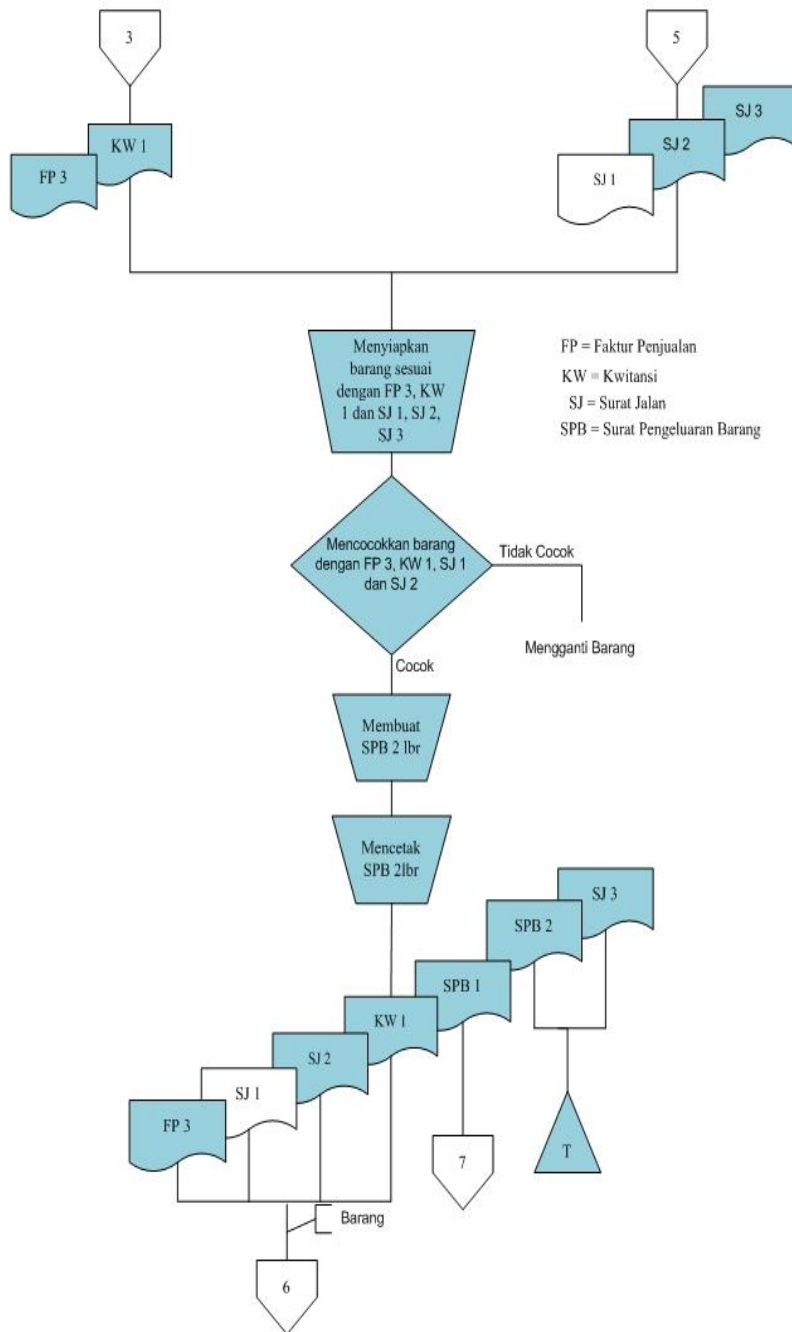 3
5
FP 3
KW 1
SJ 1
SJ 2
SJ 3
Menyiapkan
barang sesuai
dengan FP 3, KW
1 dan SJ 1, SJ 2,
SJ 3
FP = Faktur Penjualan
KW = Kwitansi
SJ = Surat Jalan
SPB = Surat Pengeluaran Barang
Mencocokkan barang
dengan FP 3, KW 1, SJ 1
dan SJ 2
Tidak Cocok
Mengganti Barang
Cocok
Membuat
SPB 2 lbr
Mencetak
SPB 2lbr
FP 3
SJ 1
SJ 2
KW 1
SPB 1
SPB 2
SJ 3
7
T
Barang
6